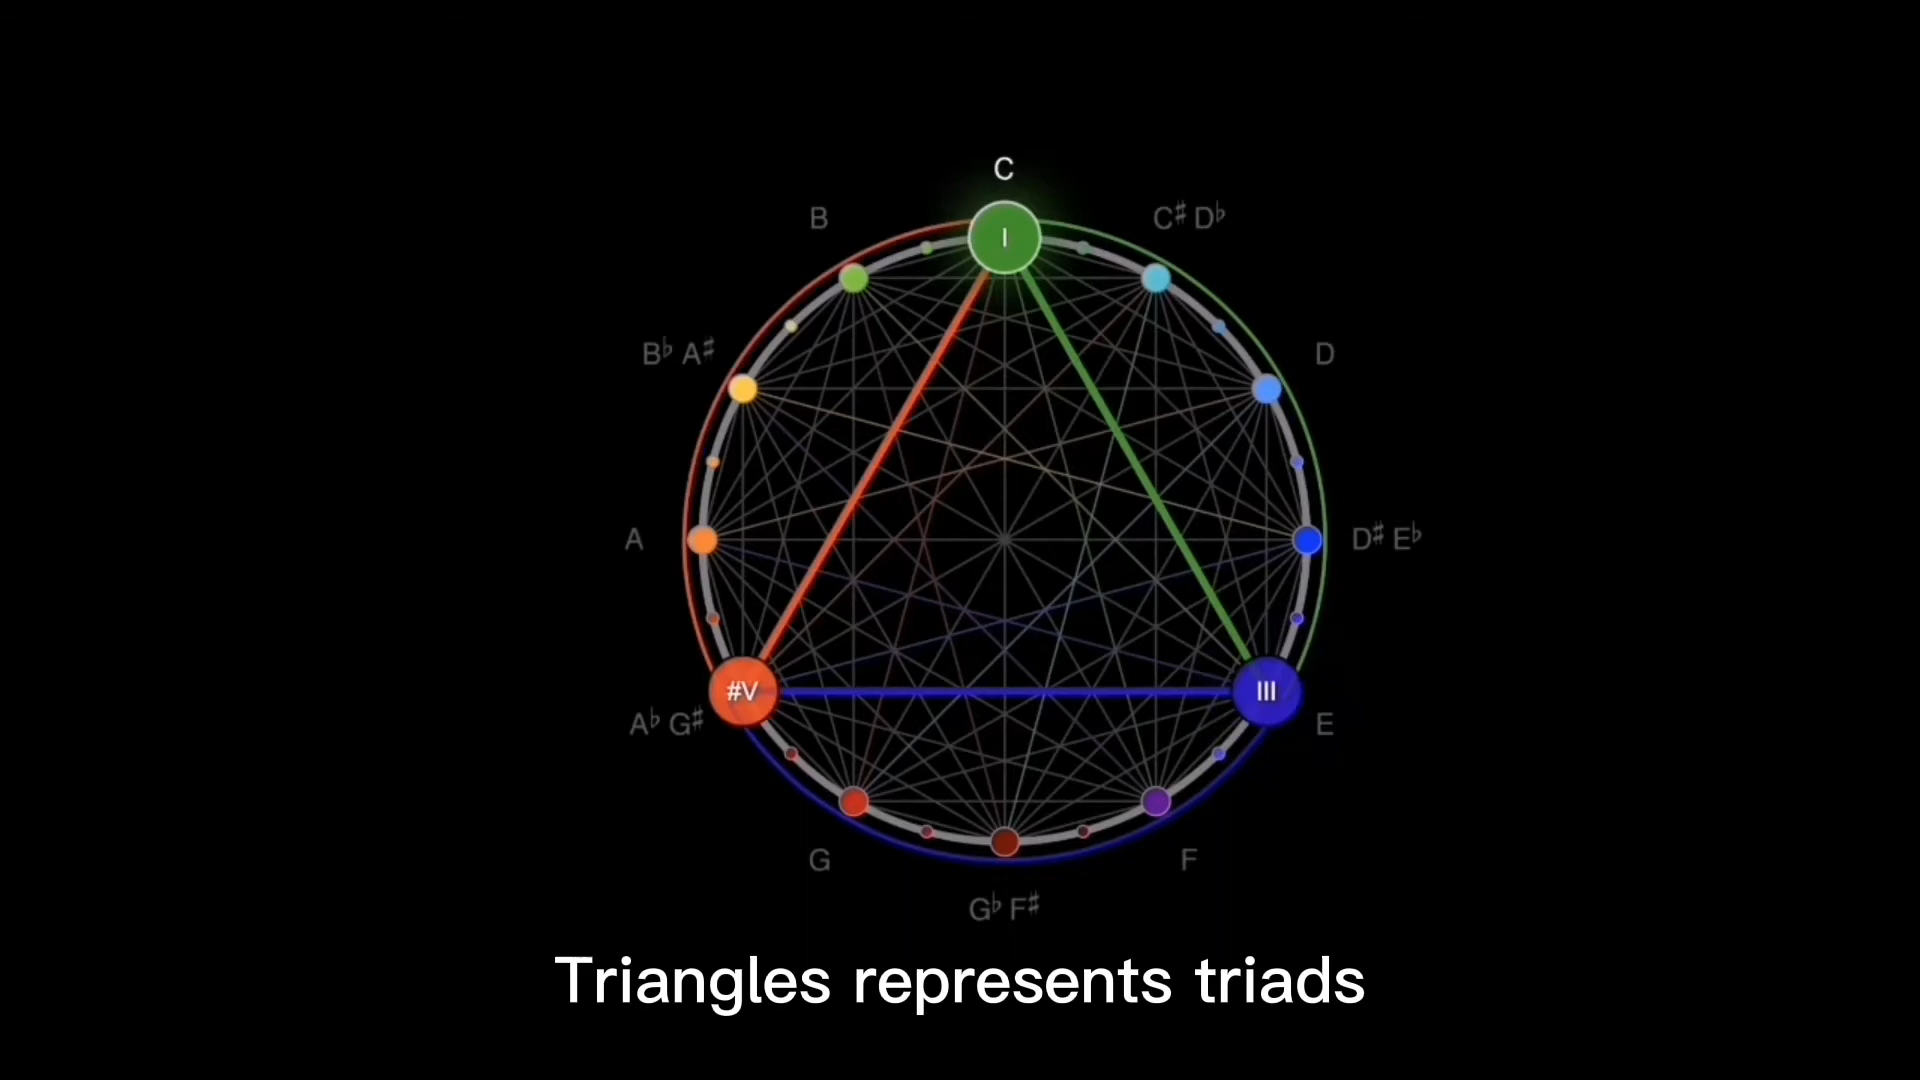 C
B
C♯ D♭
I
B♭ A♯
D
A
D♯ E♭
#V
III
A♭ G♯
E
G
F
G♭ F♯
Triangles represents triads